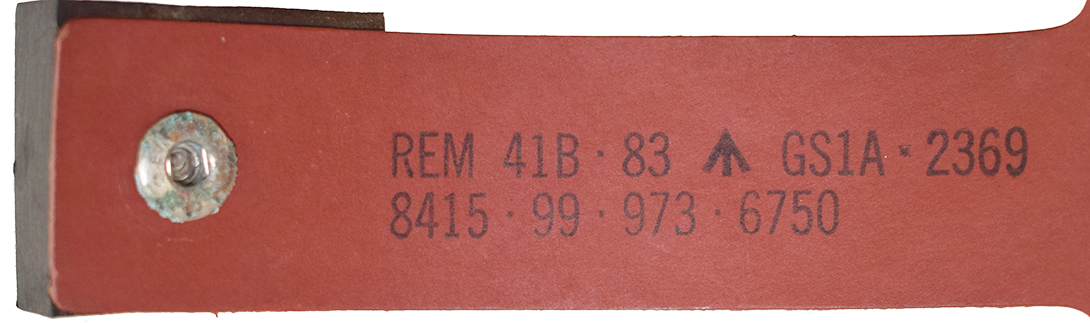 REM 41B · 83 ↑ GS1A · 2369
8415 · 99 · 973 · 6750